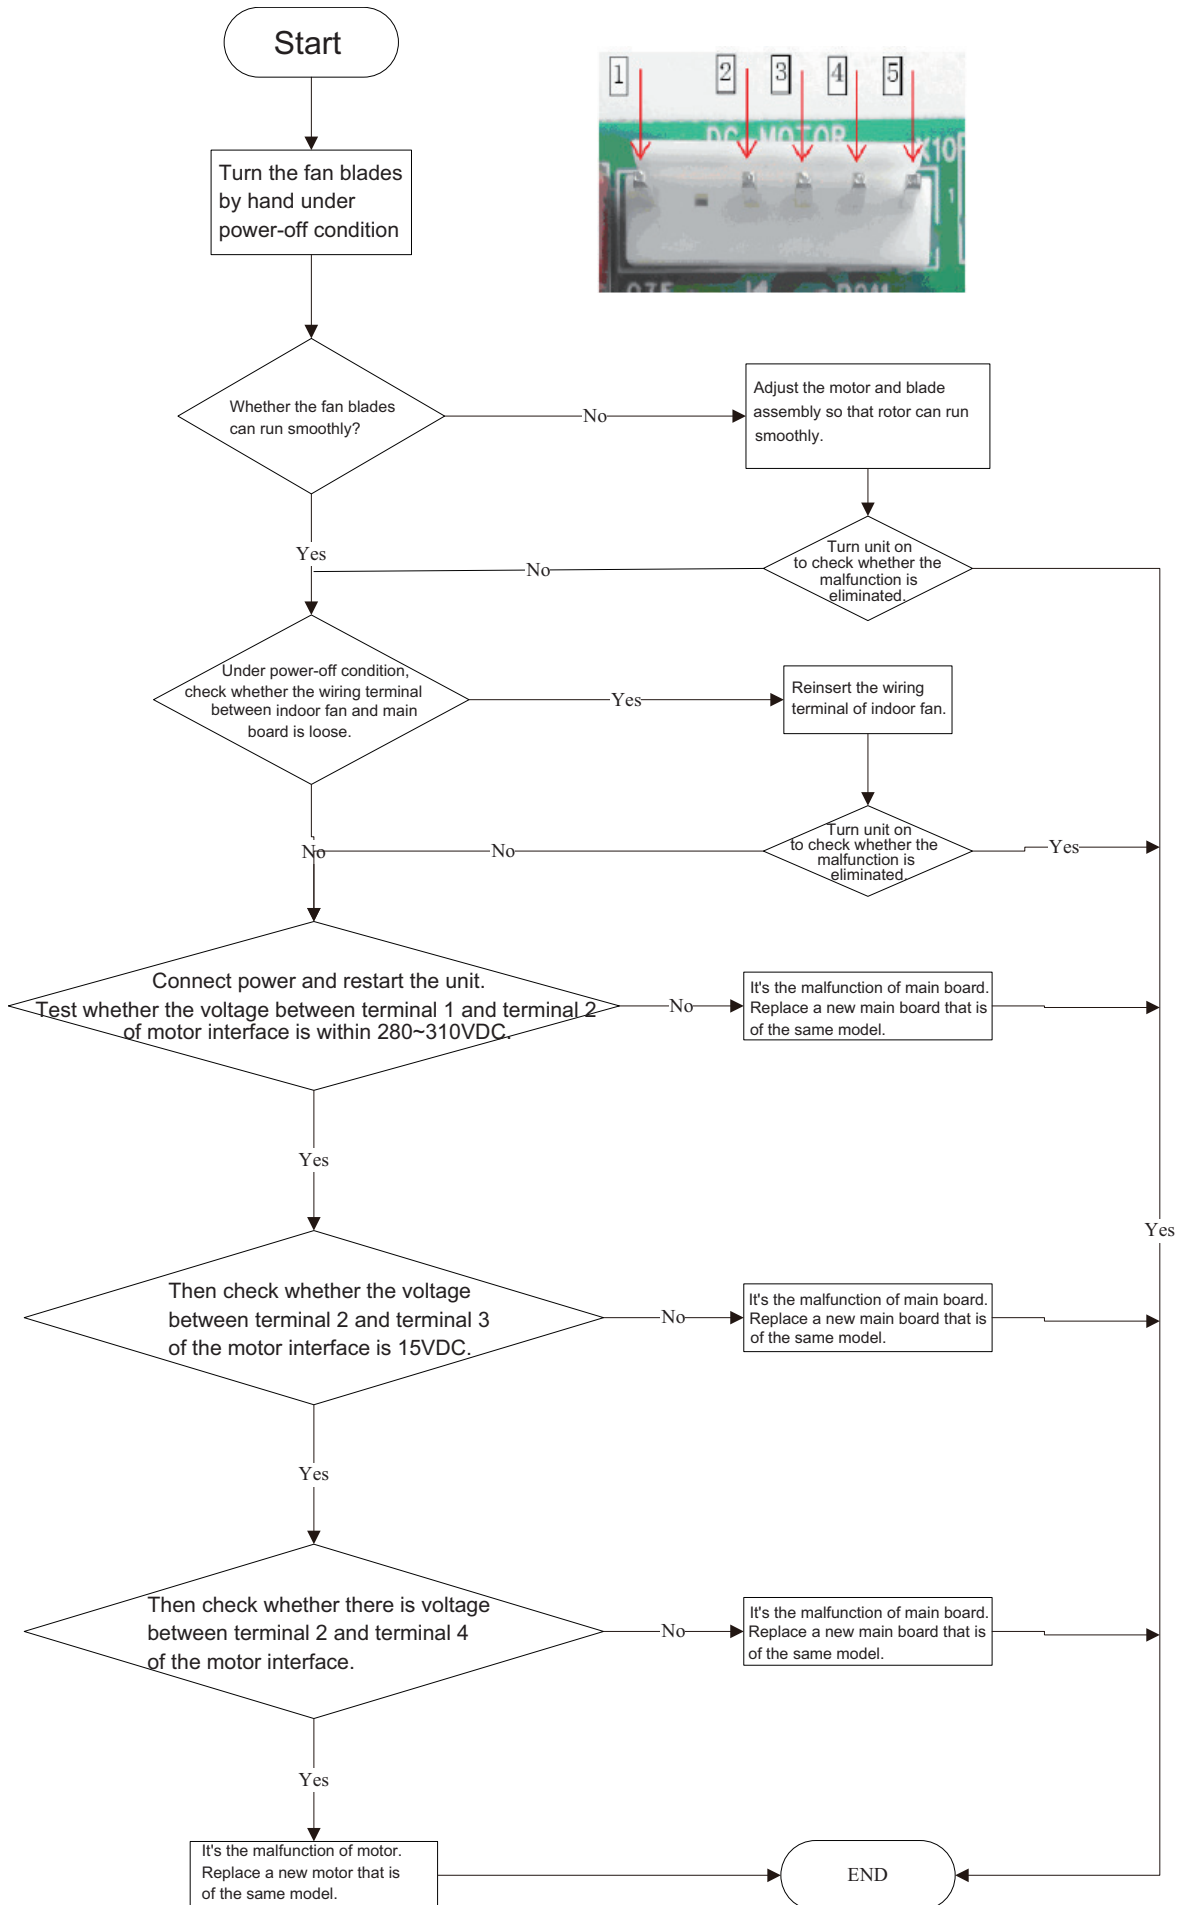 Start
1
2
3
4
5
DC MOTOR
1
Turn the fan blades
by hand under
power-off condition
Whether the fan blades
can run smoothly?
No
Adjust the motor and blade
assembly so that rotor can run
smoothly.
Yes
Turn unit on
to check whether the
malfunction is
eliminated.
No
Under power-off condition,
check whether the wiring terminal
between indoor fan and main
board is loose.
Yes
Reinsert the wiring
terminal of indoor fan.
No
No
Turn unit on
to check whether the
malfunction is
eliminated.
Yes
Connect power and restart the unit.
Test whether the voltage between terminal 1 and terminal 2
of motor interface is within 280~310VDC.
No
It's the malfunction of main board.
Replace a new main board that is
of the same model.
Yes
Yes
Then check whether the voltage
between terminal 2 and terminal 3
of the motor interface is 15VDC.
No
It's the malfunction of main board.
Replace a new main board that is
of the same model.
Yes
Then check whether there is voltage
between terminal 2 and terminal 4
of the motor interface.
No
It's the malfunction of main board.
Replace a new main board that is
of the same model.
Yes
It's the malfunction of motor.
Replace a new motor that is
of the same model.
END